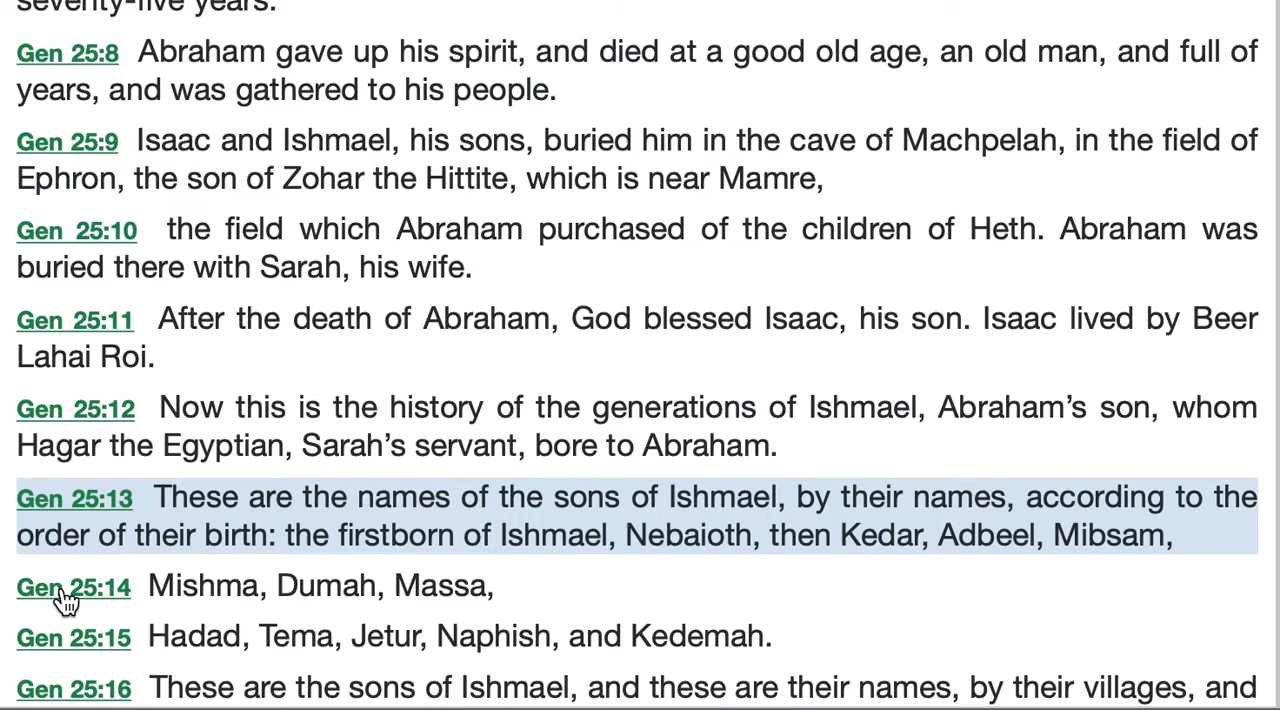 seventy-five years.
Gen 25:8 Abraham gave up his spirit, and died at a good old age, an old man, and full of
years, and was gathered to his people.
Gen 25:9 Isaac and Ishmael, his sons, buried him in the cave of Machpelah, in the field of
Ephron, the son of Zohar the Hittite, which is near Mamre,
Gen 25:10 the field which Abraham purchased of the children of Heth. Abraham was
buried there with Sarah, his wife.
Gen 25:11 After the death of Abraham, God blessed Isaac, his son. Isaac lived by Beer
Lahai Roi.
Gen 25:12 Now this is the history of the generations of Ishmael, Abraham’s son, whom
Hagar the Egyptian, Sarah’s servant, bore to Abraham.
Gen 25:13 These are the names of the sons of Ishmael, by their names, according to the
order of their birth: the firstborn of Ishmael, Nebaioth, then Kedar, Adbeel, Mibsam,
Gen 25:14 Mishma, Dumah, Massa,
Gen 25:15 Hadad, Tema, Jetur, Naphish, and Kedemah.
Gen 25:16 These are the sons of Ishmael, and these are their names, by their villages, and